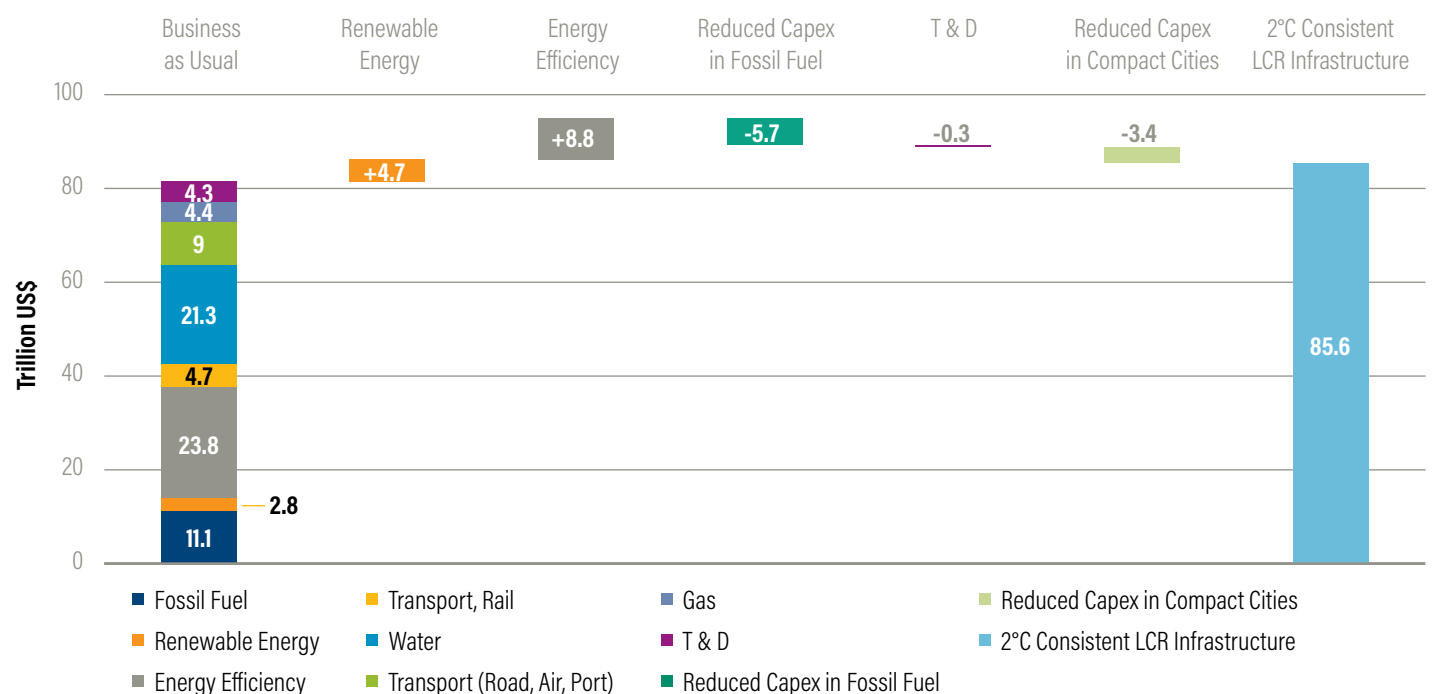 Business
as Usual
Renewable
Energy
Energy
Efficiency
Reduced Capex
in Fossil Fuel
T & D
Reduced Capex
in Compact Cities
2°C Consistent
LCR Infrastructure
Trillion US$
100
80
60
40
20
0
4.3
4.4
9
21.3
4.7
23.8
2.8
11.1
+4.7
+8.8
-5.7
-0.3
-3.4
85.6
Fossil Fuel
Transport, Rail
Gas
Reduced Capex in Compact Cities
Renewable Energy
Water
T & D
2°C Consistent LCR Infrastructure
Energy Efficiency
Transport (Road, Air, Port)
Reduced Capex in Fossil Fuel